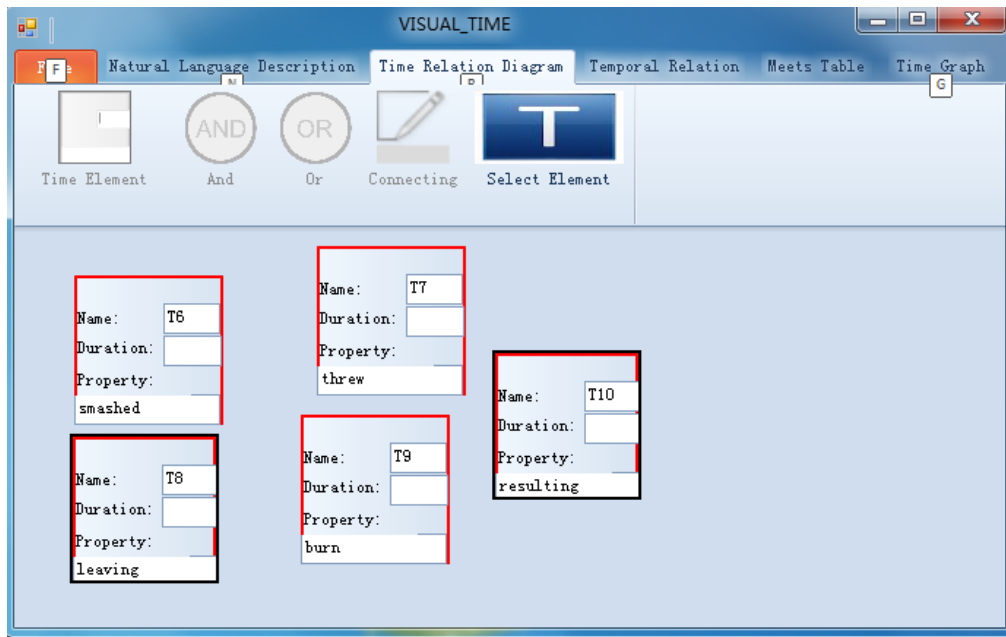 VISUAL_TIME
F
Natural Language Description
Time Relation Diagram
Temporal Relation
Meets Table
Time Graph
G
AND
OR
T
Time Element
And
Or
Connecting
Select Element
Name: T6
Duration:
Property:
smashed
Name: T7
Duration:
Property:
threw
Name: T8
Duration:
Property:
leaving
Name: T9
Duration:
Property:
burn
Name: T10
Duration:
Property:
resulting